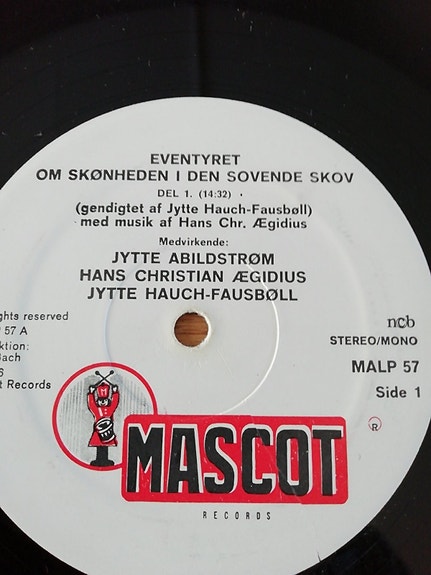 EVENTYRET
OM SKØNHEDEN I DEN SOVENDE SKOV
DEL 1. (14:32) ·
(gendigtet af Jytte Hauch-Fausbøll)
med musik af Hans Chr. Ægidius
Medvirkende:
JYTTE ABILDSTRØM
HANS CHRISTIAN ÆGIDIUS
JYTTE HAUCH-FAUSBØLL
ghts reserved
57 A
ktion:
Bach
6
t Records
ncb
STEREO/MONO
MALP 57
Side 1
MASCOT
®
RECORDS